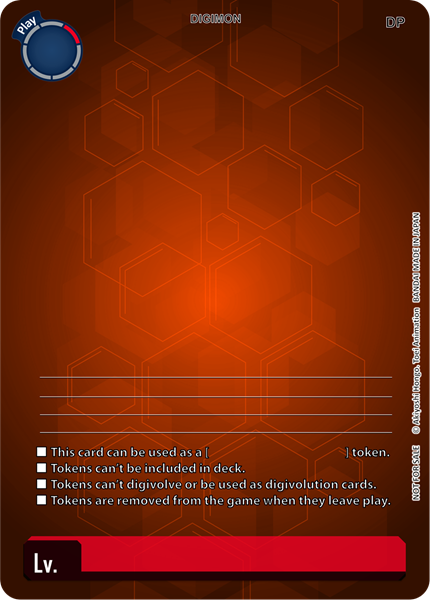 Play
DIGIMON
DP
This card can be used as a [ ] token.
Tokens can't be included in deck.
Tokens can't digivolve or be used as digivolution cards.
Tokens are removed from the game when they leave play.
NOT FOR SALE © Akiyoshi Hongo, Toei Animation BANDAI MADE IN JAPAN
Lv.